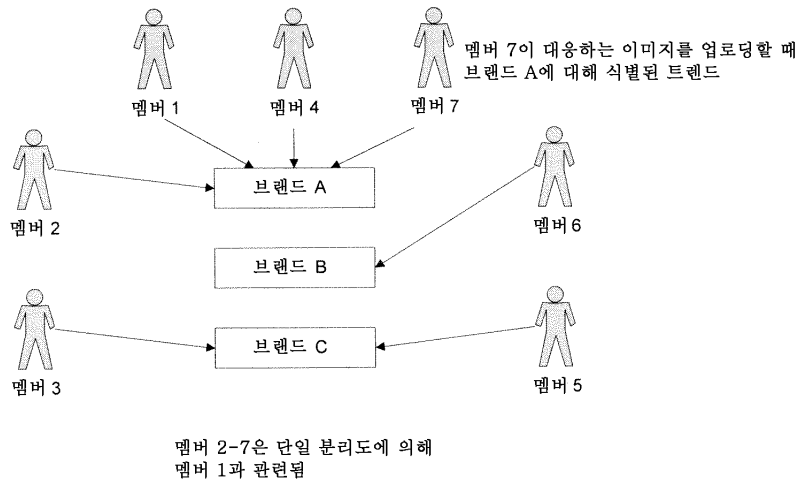 멤버 1
멤버 4
멤버 7
멤버 7이 대응하는 이미지를 업로딩할 때
브랜드 A에 대해 식별된 트렌드
멤버 2
브랜드 A
멤버 6
브랜드 B
멤버 3
브랜드 C
멤버 5
멤버 2-7은 단일 분리도에 의해
멤버 1과 관련됨